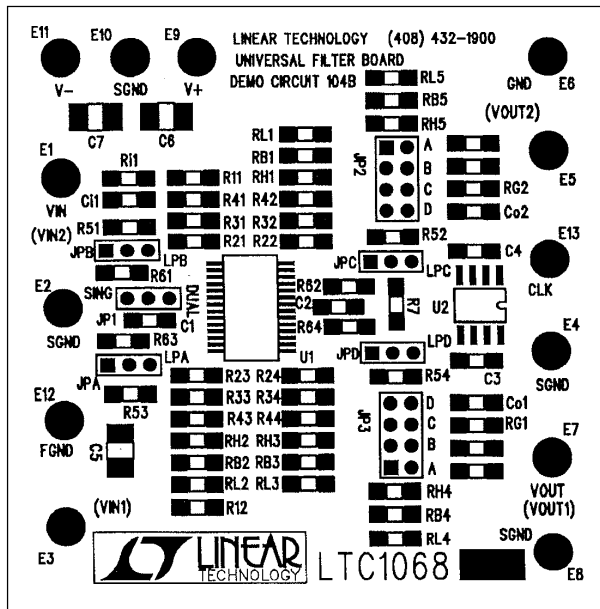 E11
E10
E9
V-
SGND
V+
LINEAR TECHNOLOGY (408) 432-1900
UNIVERSAL FILTER BOARD
DEMO CIRCUIT 104B
RL5
RB5
RH5
GND
E6
(VOUT2)
C7
C6
E1
VIN
(VIN2)
Ri1
Ci1
R51
R11
R41
R31
R21
RL1
RB1
RH1
R42
R32
R22
JP2
A
B
C
D
RG2
Co2
E5
JPB
LPB
R61
R52
JPC
LPC
C4
E13
CLK
E2
SGND
SING
DUAL
JP1
C1
R63
R62
C2
R64
R7
U2
E4
SGND
JPA
LPA
R53
U1
JPD
LPD
R54
C3
E12
FGND
C5
R23
R24
R33
R34
R43
R44
RH2
RH3
RB2
RB3
RL2
RL3
R12
JP3
D
C
B
A
Co1
RG1
E7
VOUT
(VOUT1)
(VIN1)
E3
RH4
RB4
RL4
SGND
E8
LINEAR
TECHNOLOGY
LTC1068